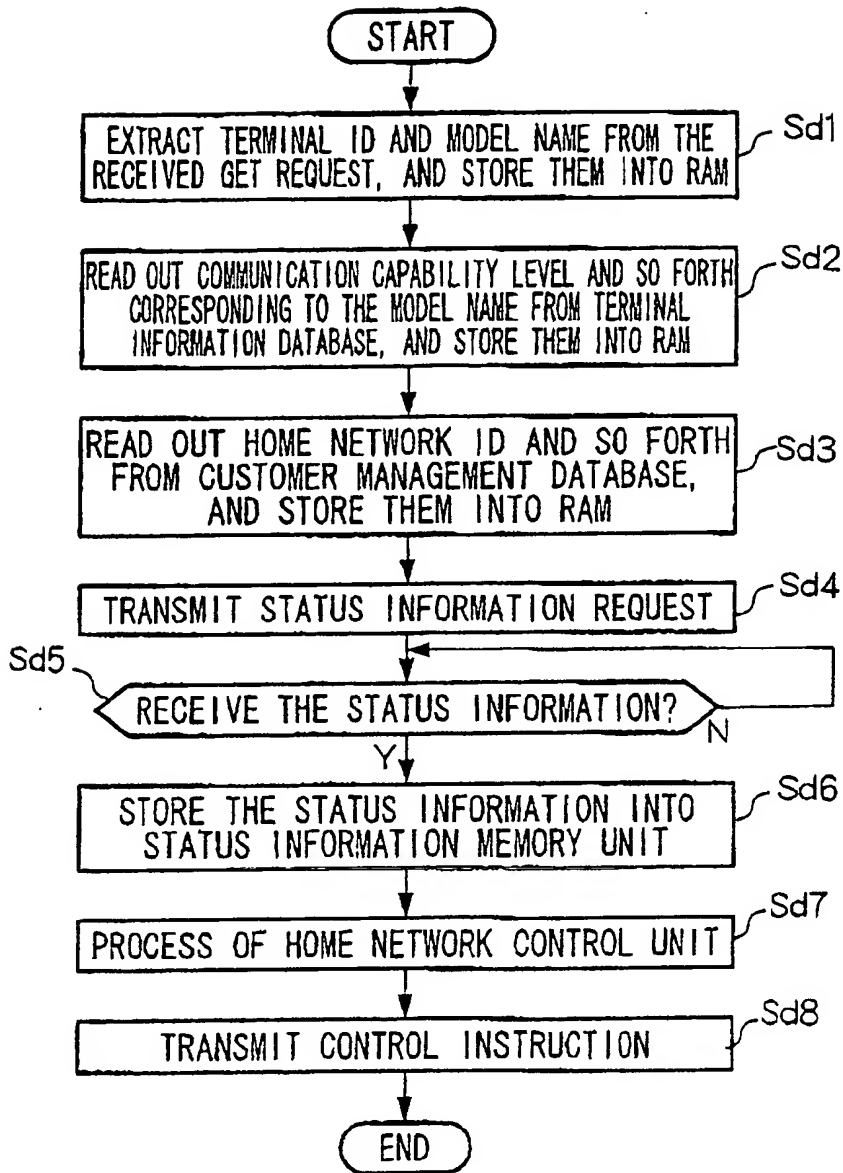 START
EXTRACT TERMINAL ID AND MODEL NAME FROM THE
RECEIVED GET REQUEST, AND STORE THEM INTO RAM
Sd1
READ OUT COMMUNICATION CAPABILITY LEVEL AND SO FORTH
CORRESPONDING TO THE MODEL NAME FROM TERMINAL
INFORMATION DATABASE, AND STORE THEM INTO RAM
Sd2
READ OUT HOME NETWORK ID AND SO FORTH
FROM CUSTOMER MANAGEMENT DATABASE,
AND STORE THEM INTO RAM
Sd3
TRANSMIT STATUS INFORMATION REQUEST
Sd4
Sd5
RECEIVE THE STATUS INFORMATION?
N
Y
STORE THE STATUS INFORMATION INTO
STATUS INFORMATION MEMORY UNIT
Sd6
PROCESS OF HOME NETWORK CONTROL UNIT
Sd7
TRANSMIT CONTROL INSTRUCTION
Sd8
END